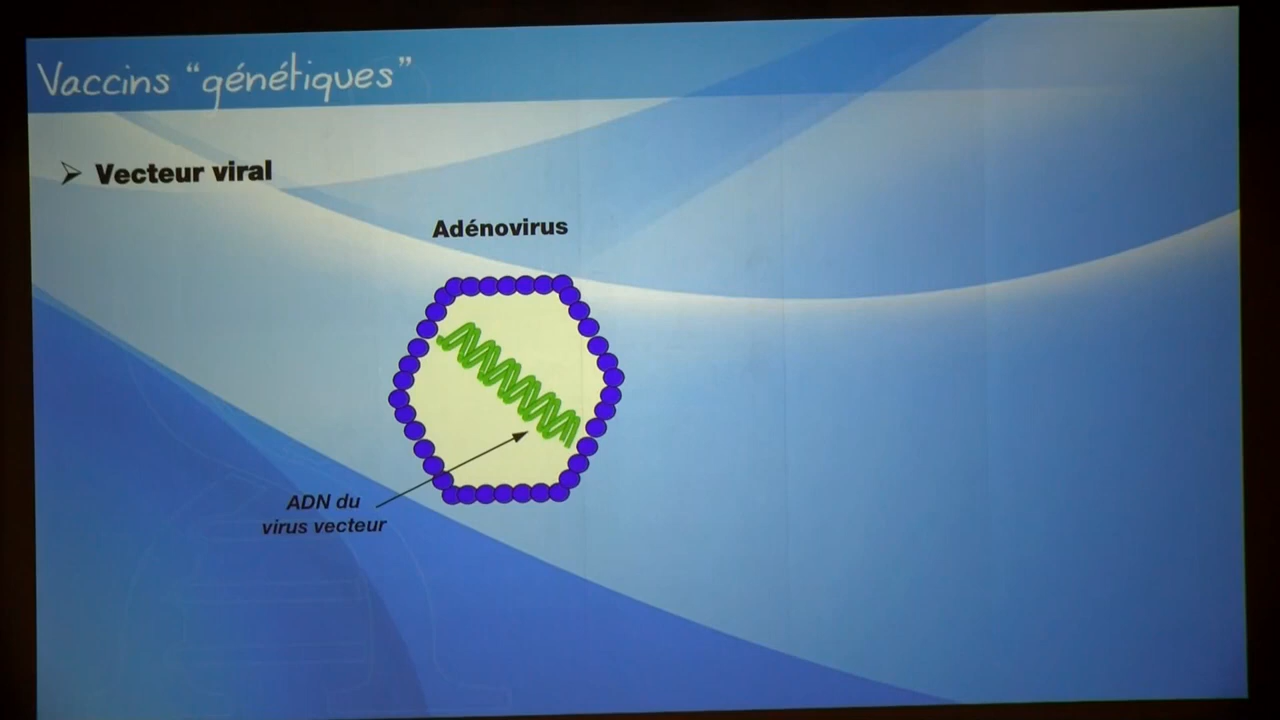 Vaccins “génétiques”
➢ Vecteur viral
Adénovirus
ADN du
virus vecteur